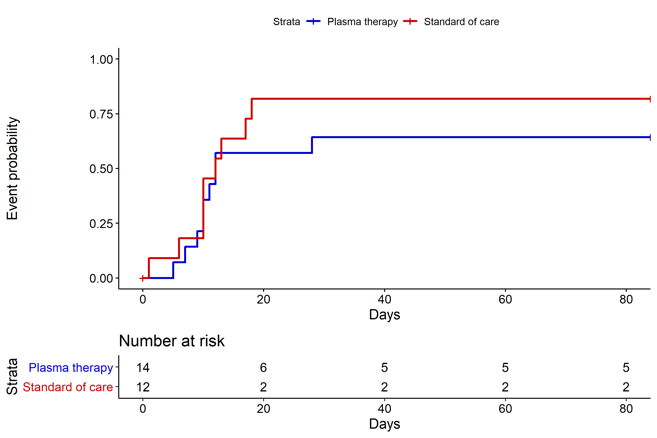 Strata Plasma therapy Standard of care
Event probability
1.00
0.75
0.50
0.25
0.00
0 20 40 60 80
Days
Number at risk
Strata
Plasma therapy 14 6 5 5 5
Standard of care 12 2 2 2 2
0 20 40 60 80
Days